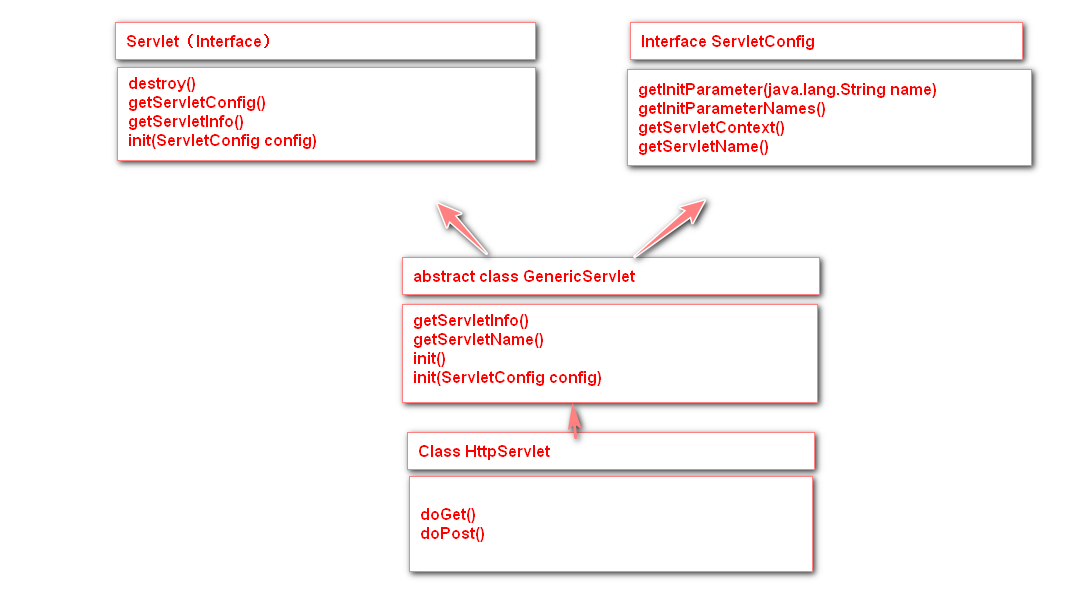 Servlet（Interface）
destroy()
getServletConfig()
getServletInfo()
init(ServletConfig config)
Interface ServletConfig
getInitParameter(java.lang.String name)
getInitParameterNames()
getServletContext()
getServletName()
abstract class GenericServlet
getServletInfo()
getServletName()
init()
init(ServletConfig config)
Class HttpServlet
doGet()
doPost()